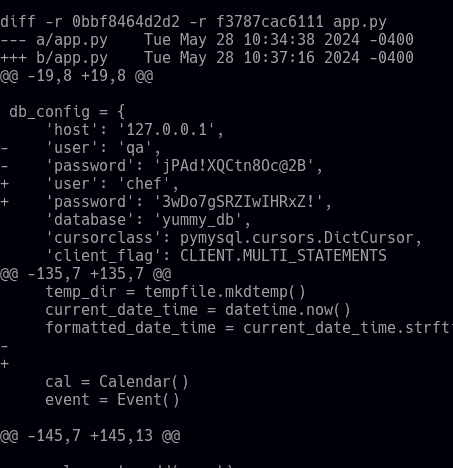 diff -r 0bbf8464d2d2 -r f3787cac6111 app.py
--- a/app.py    Tue May 28 10:34:38 2024 -0400
+++ b/app.py    Tue May 28 10:37:16 2024 -0400
@@ -19,8 +19,8 @@

 db_config = {
     'host': '127.0.0.1',
-    'user': 'qa',
-    'password': 'jPAd!XQCtn8Oc@2B',
+    'user': 'chef',
+    'password': '3wDo7gSRZIwIHRxZ!',
     'database': 'yummy_db',
     'cursorclass': pymysql.cursors.DictCursor,
     'client_flag': CLIENT.MULTI_STATEMENTS
@@ -135,7 +135,7 @@
     temp_dir = tempfile.mkdtemp()
     current_date_time = datetime.now()
     formatted_date_time = current_date_time.strft
-
+
     cal = Calendar()
     event = Event()

@@ -145,7 +145,13 @@